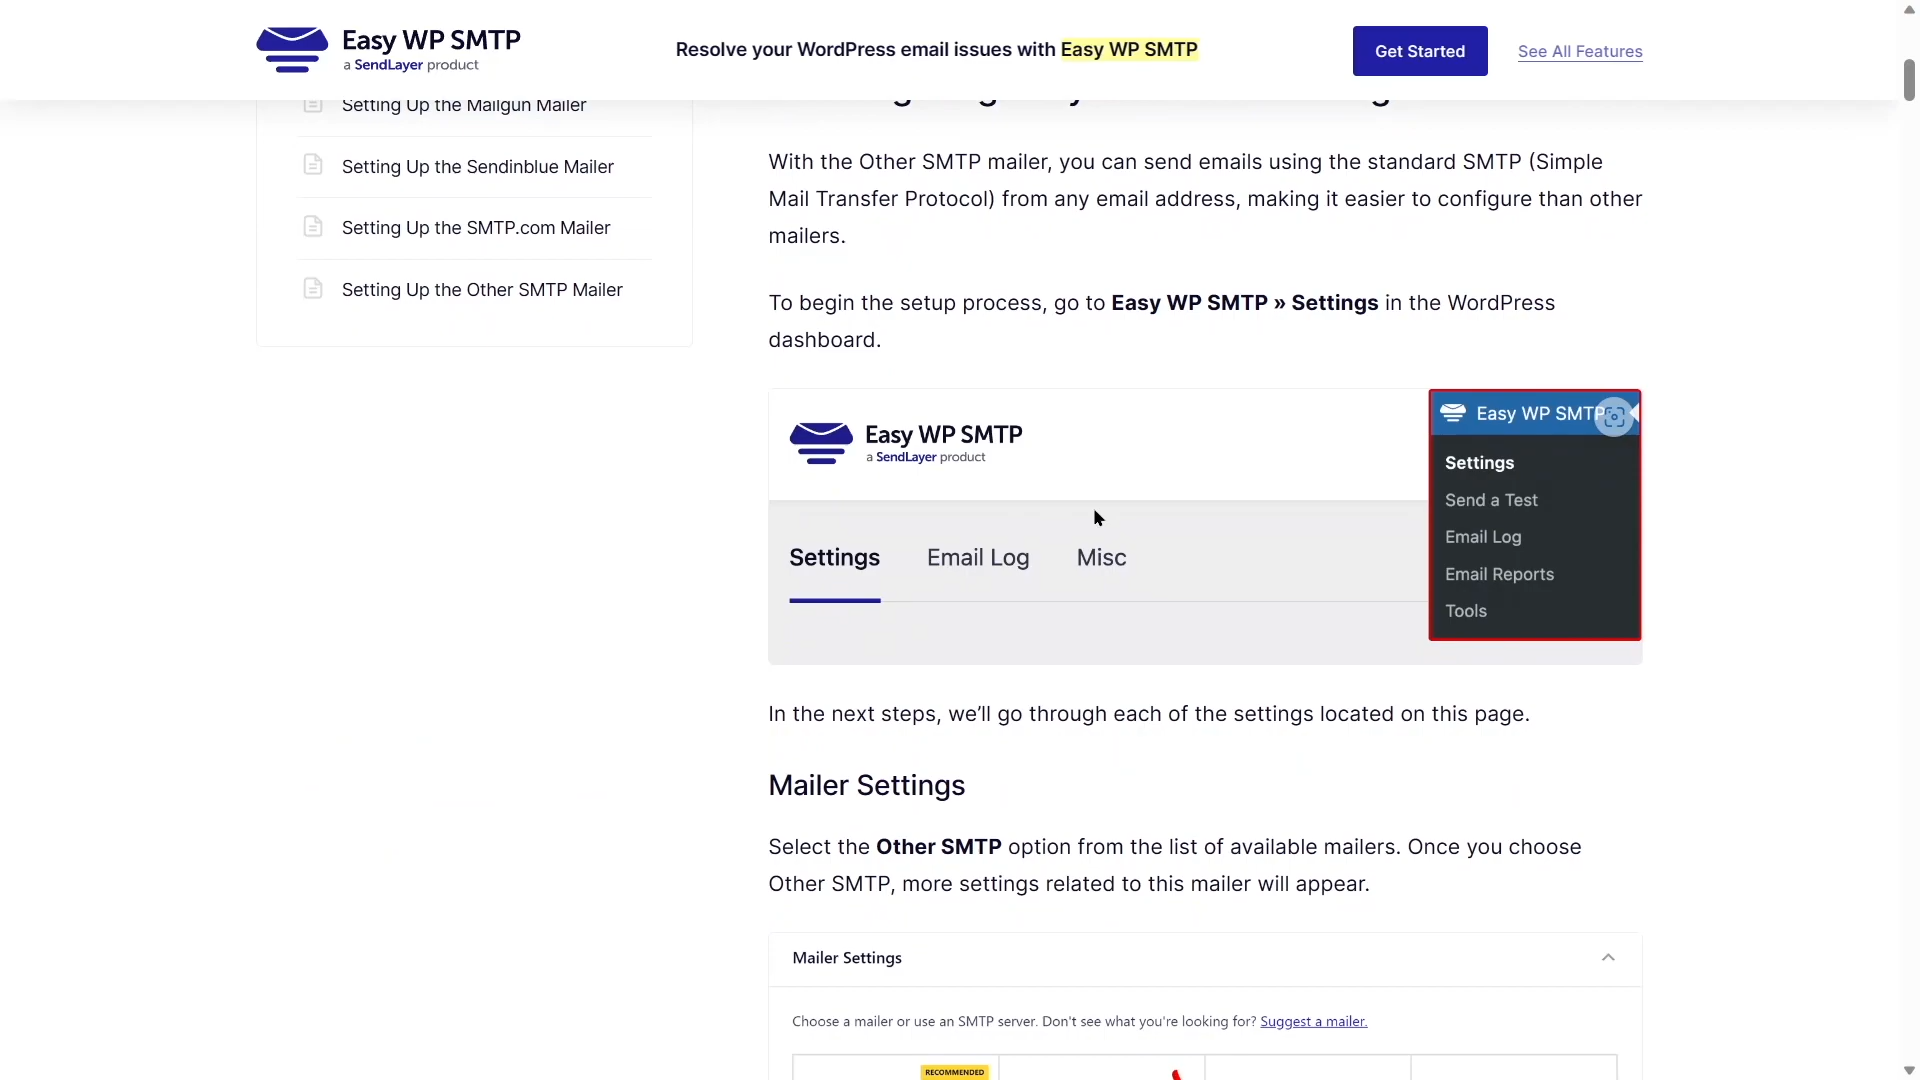 Easy WP SMTP
a SendLayer product
Resolve your WordPress email issues with Easy WP SMTP
Get Started
See All Features
Setting Up the Mailgun Mailer
Setting Up the Sendinblue Mailer
Setting Up the SMTP.com Mailer
Setting Up the Other SMTP Mailer
With the Other SMTP mailer, you can send emails using the standard SMTP (Simple
Mail Transfer Protocol) from any email address, making it easier to configure than other
mailers.
To begin the setup process, go to Easy WP SMTP » Settings in the WordPress
dashboard.
Easy WP SMTP
a SendLayer product
Settings
Email Log
Misc
Easy WP SMTP
Settings
Send a Test
Email Log
Email Reports
Tools
In the next steps, we’ll go through each of the settings located on this page.
Mailer Settings
Select the Other SMTP option from the list of available mailers. Once you choose
Other SMTP, more settings related to this mailer will appear.
Mailer Settings
Choose a mailer or use an SMTP server. Don't see what you're looking for? Suggest a mailer.
RECOMMENDED